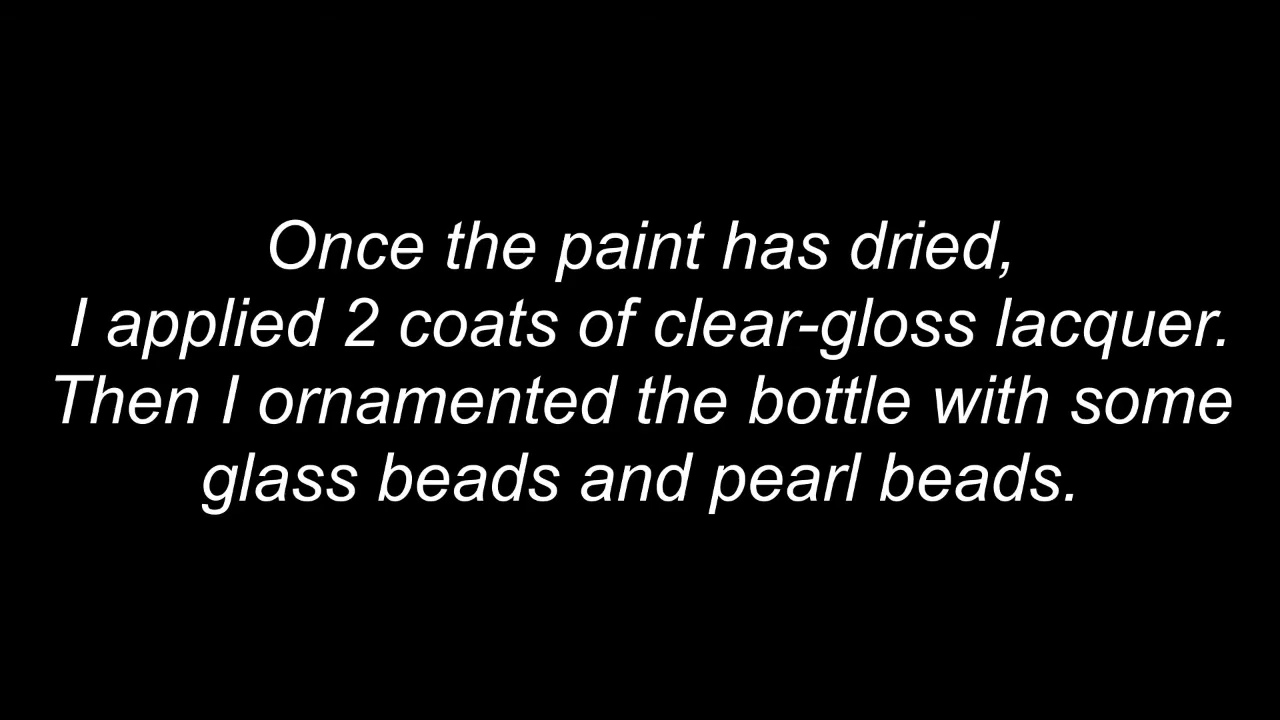 Once the paint has dried,
I applied 2 coats of clear-gloss lacquer.
Then I ornamented the bottle with some
glass beads and pearl beads.